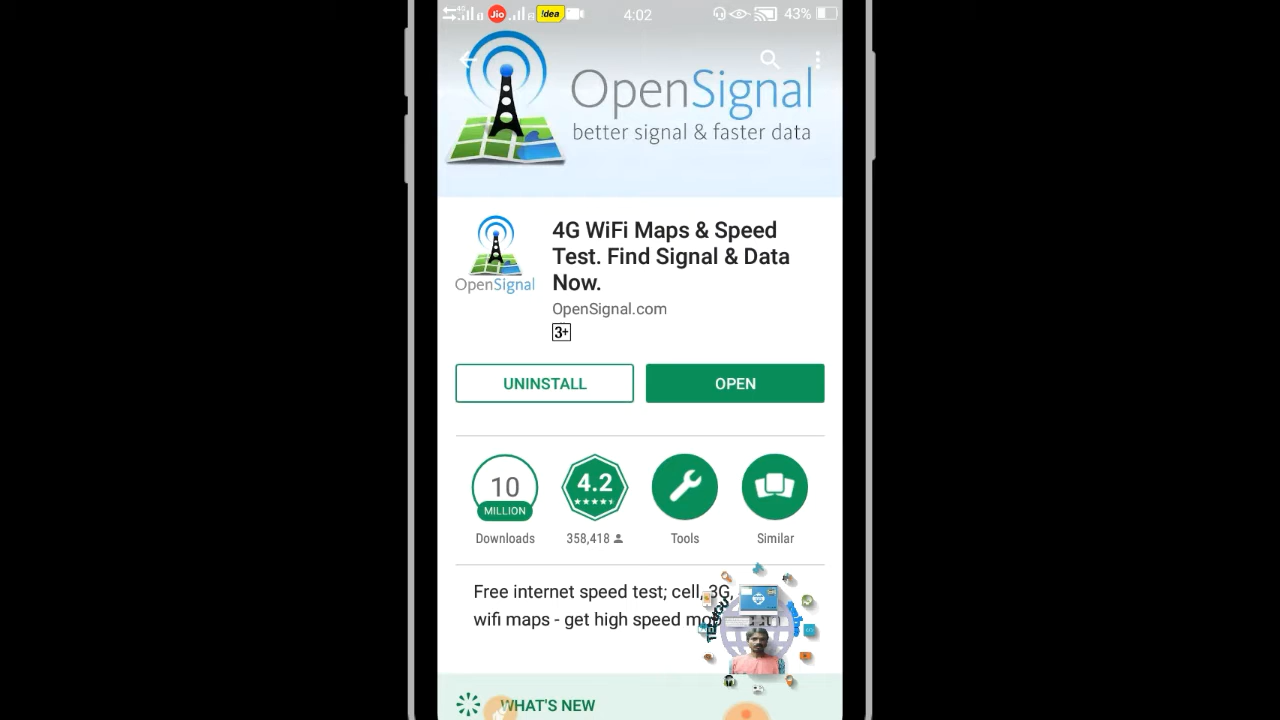 Jio
!dea
4:02
43%
OpenSignal
better signal & faster data
4G WiFi Maps & Speed
Test. Find Signal & Data
Now.
OpenSignal
OpenSignal.com
3+
UNINSTALL
OPEN
10
MILLION
4.2
Downloads
358,418
Tools
Similar
Free internet speed test; cell, 3G,
wifi maps - get high speed
WHAT'S NEW